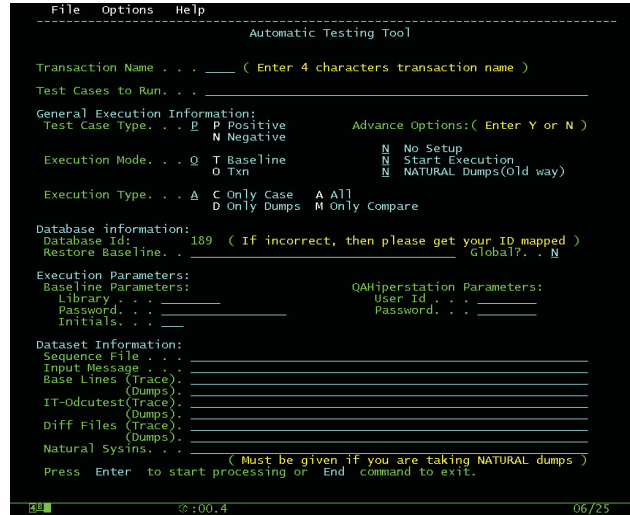 File Options Help
Automatic Testing Tool
Transaction Name . . . ____ ( Enter 4 characters transaction name )
Test Cases to Run. . .
General Execution Information:
Test Case Type. . . P P Positive Advance Options:( Enter Y or N )
N Negative
N No Setup
Execution Mode. . . O T Baseline N Start Execution
O Txn N NATURAL Dumps(Old way)
Execution Type. . . A C Only Case A All
D Only Dumps M Only Compare
Database information:
Database Id: 189 ( If incorrect, then please get your ID mapped )
Restore Baseline. . Global?. . N
Execution Parameters:
Baseline Parameters: QAHiperstation Parameters:
Library . . . User Id . . .
Password. . . Password. . .
Initials. . .
Dataset Information:
Sequence File . . .
Input Message . . .
Base Lines (Trace).
(Dumps).
IT-Odcutest(Trace).
(Dumps).
Diff Files (Trace).
(Dumps).
Natural Sysins. . .
( Must be given if you are taking NATURAL dumps )
Press Enter to start processing or End command to exit.
:00.4 06/25